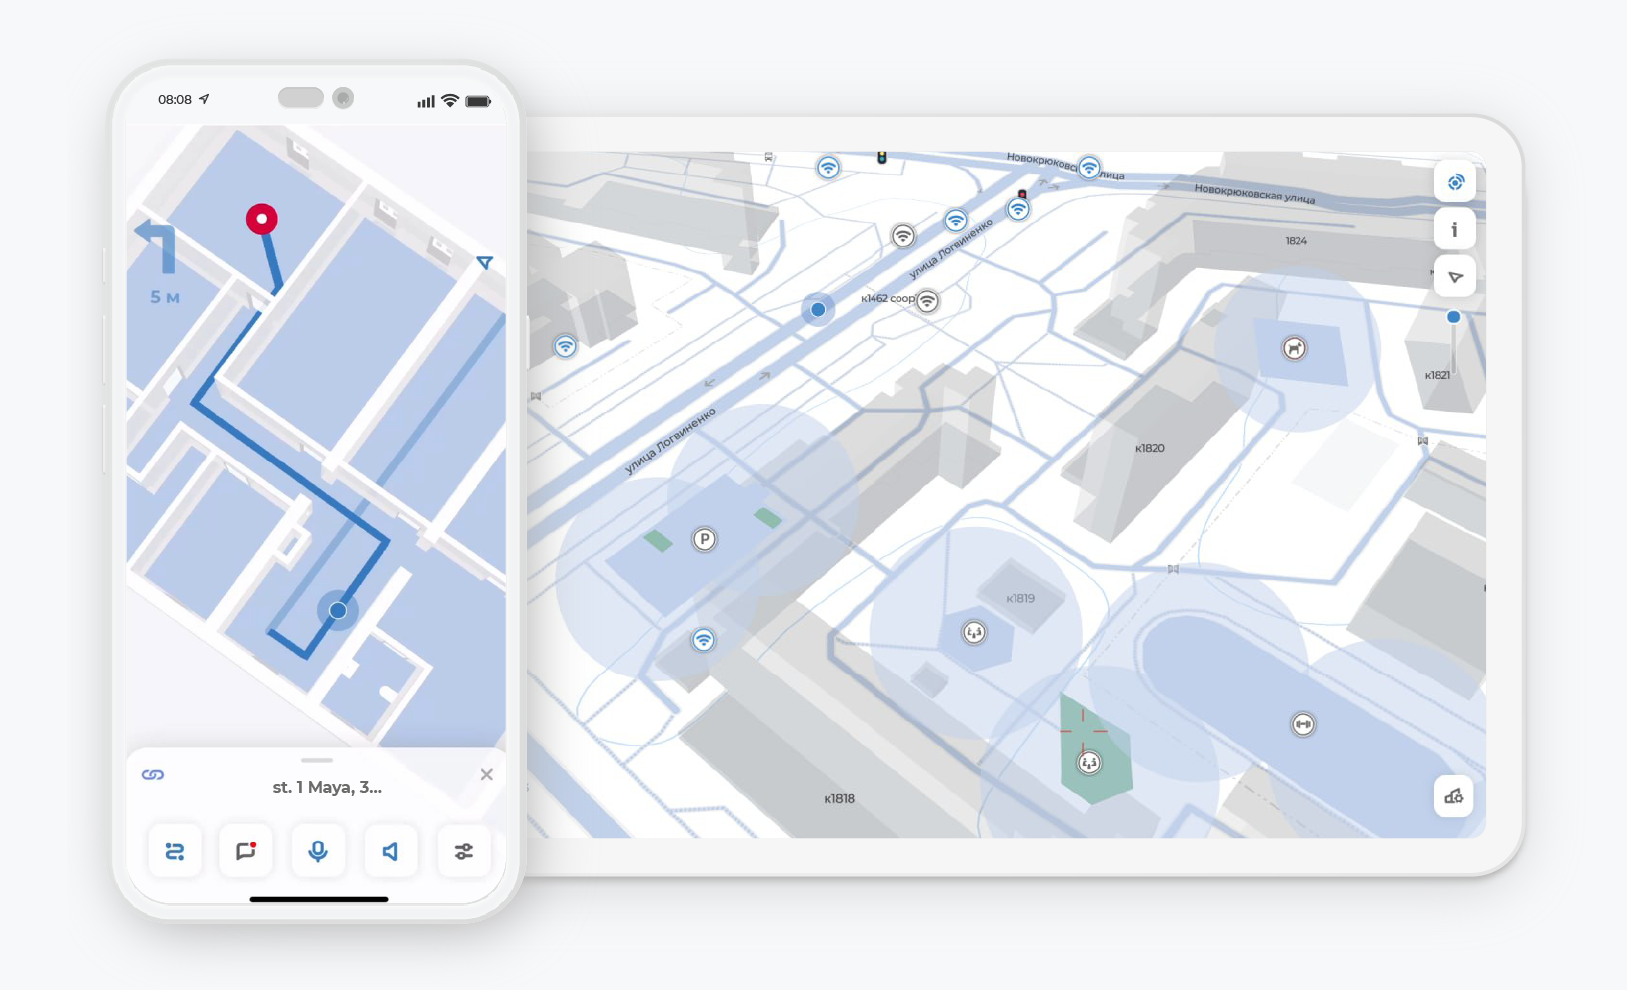 08:08
5 м
st. 1 Maya, 3...
Новокрюковс
улица
Новокрюковская улица
1824
улица Логвиненко
к1462 соор
к1821
улица Логвиненко
к1820
P
к1819
к1818